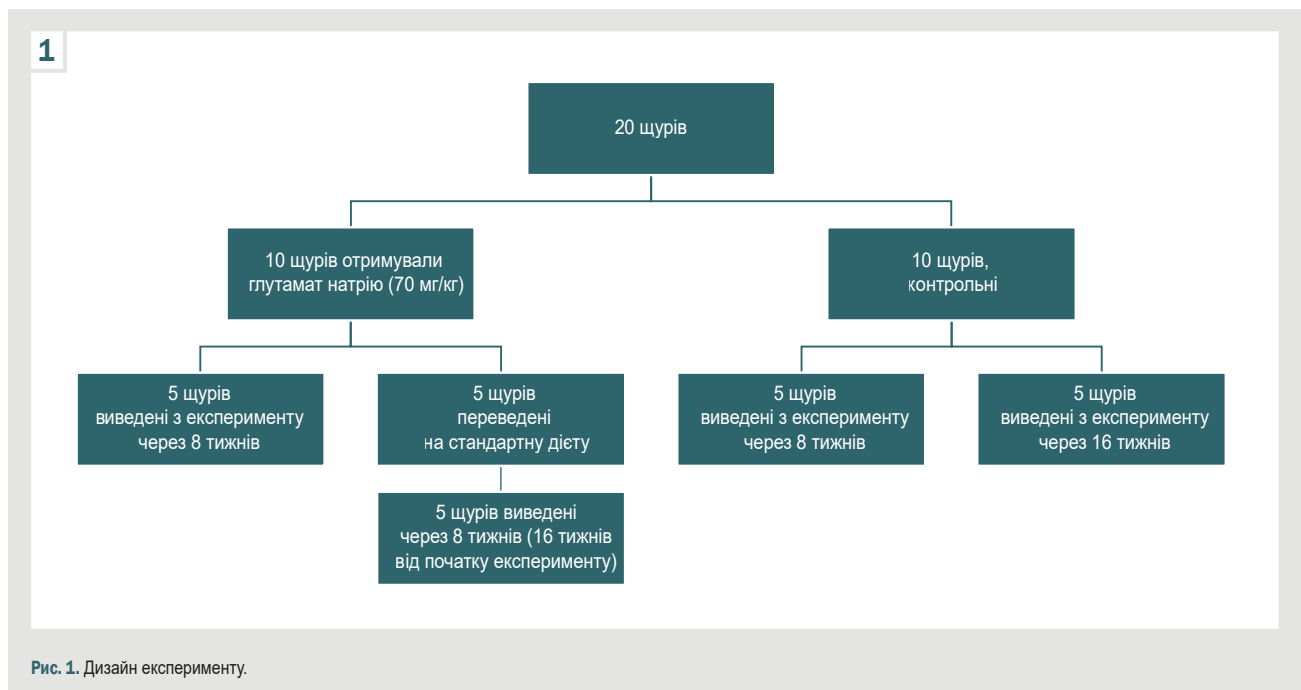 1
20 щурів
10 щурів отримували
глутамат натрію (70 мг/кг)
10 щурів,
контрольні
5 щурів
виведені з експерименту
через 8 тижнів
5 щурів
переведені
на стандартну дієту
5 щурів
виведені з експерименту
через 8 тижнів
5 щурів
виведені з експерименту
через 16 тижнів
5 щурів виведені
через 8 тижнів (16 тижнів
від початку експерименту)
Рис. 1. Дизайн експерименту.